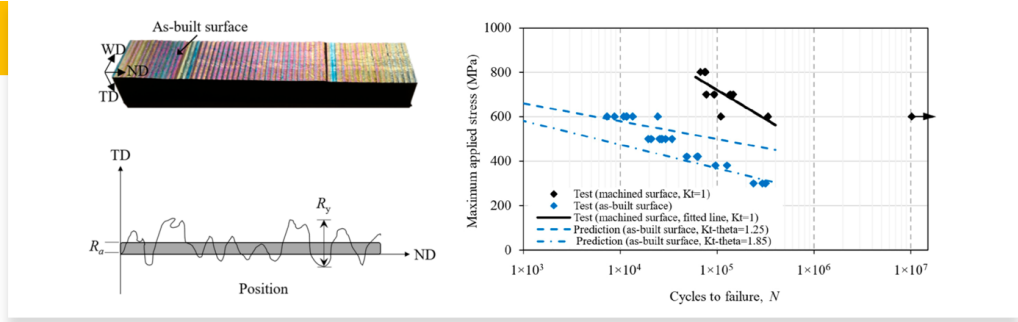 As-built surface
WD
ND
TD
TD
Ry
Ra
ND
Position
Maximum applied stress (MPa)
1000
800
600
400
200
0
Test (machined surface, Kt=1)
Test (as-built surface)
Test (machined surface, fitted line, Kt=1)
Prediction (as-built surface, Kt-theta=1.25)
Prediction (as-built surface, Kt-theta=1.85)
1×10³ 1×10⁴ 1×10⁵ 1×10⁶ 1×10⁷
Cycles to failure, N